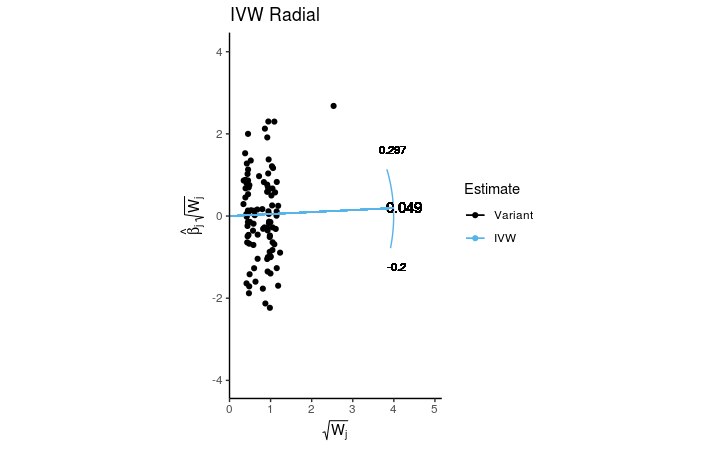 IVW Radial
4
2
0
-2
-4
β̂j√Wj
0.297
0.049
-0.2
0 1 2 3 4 5
√Wj
Estimate
Variant
IVW